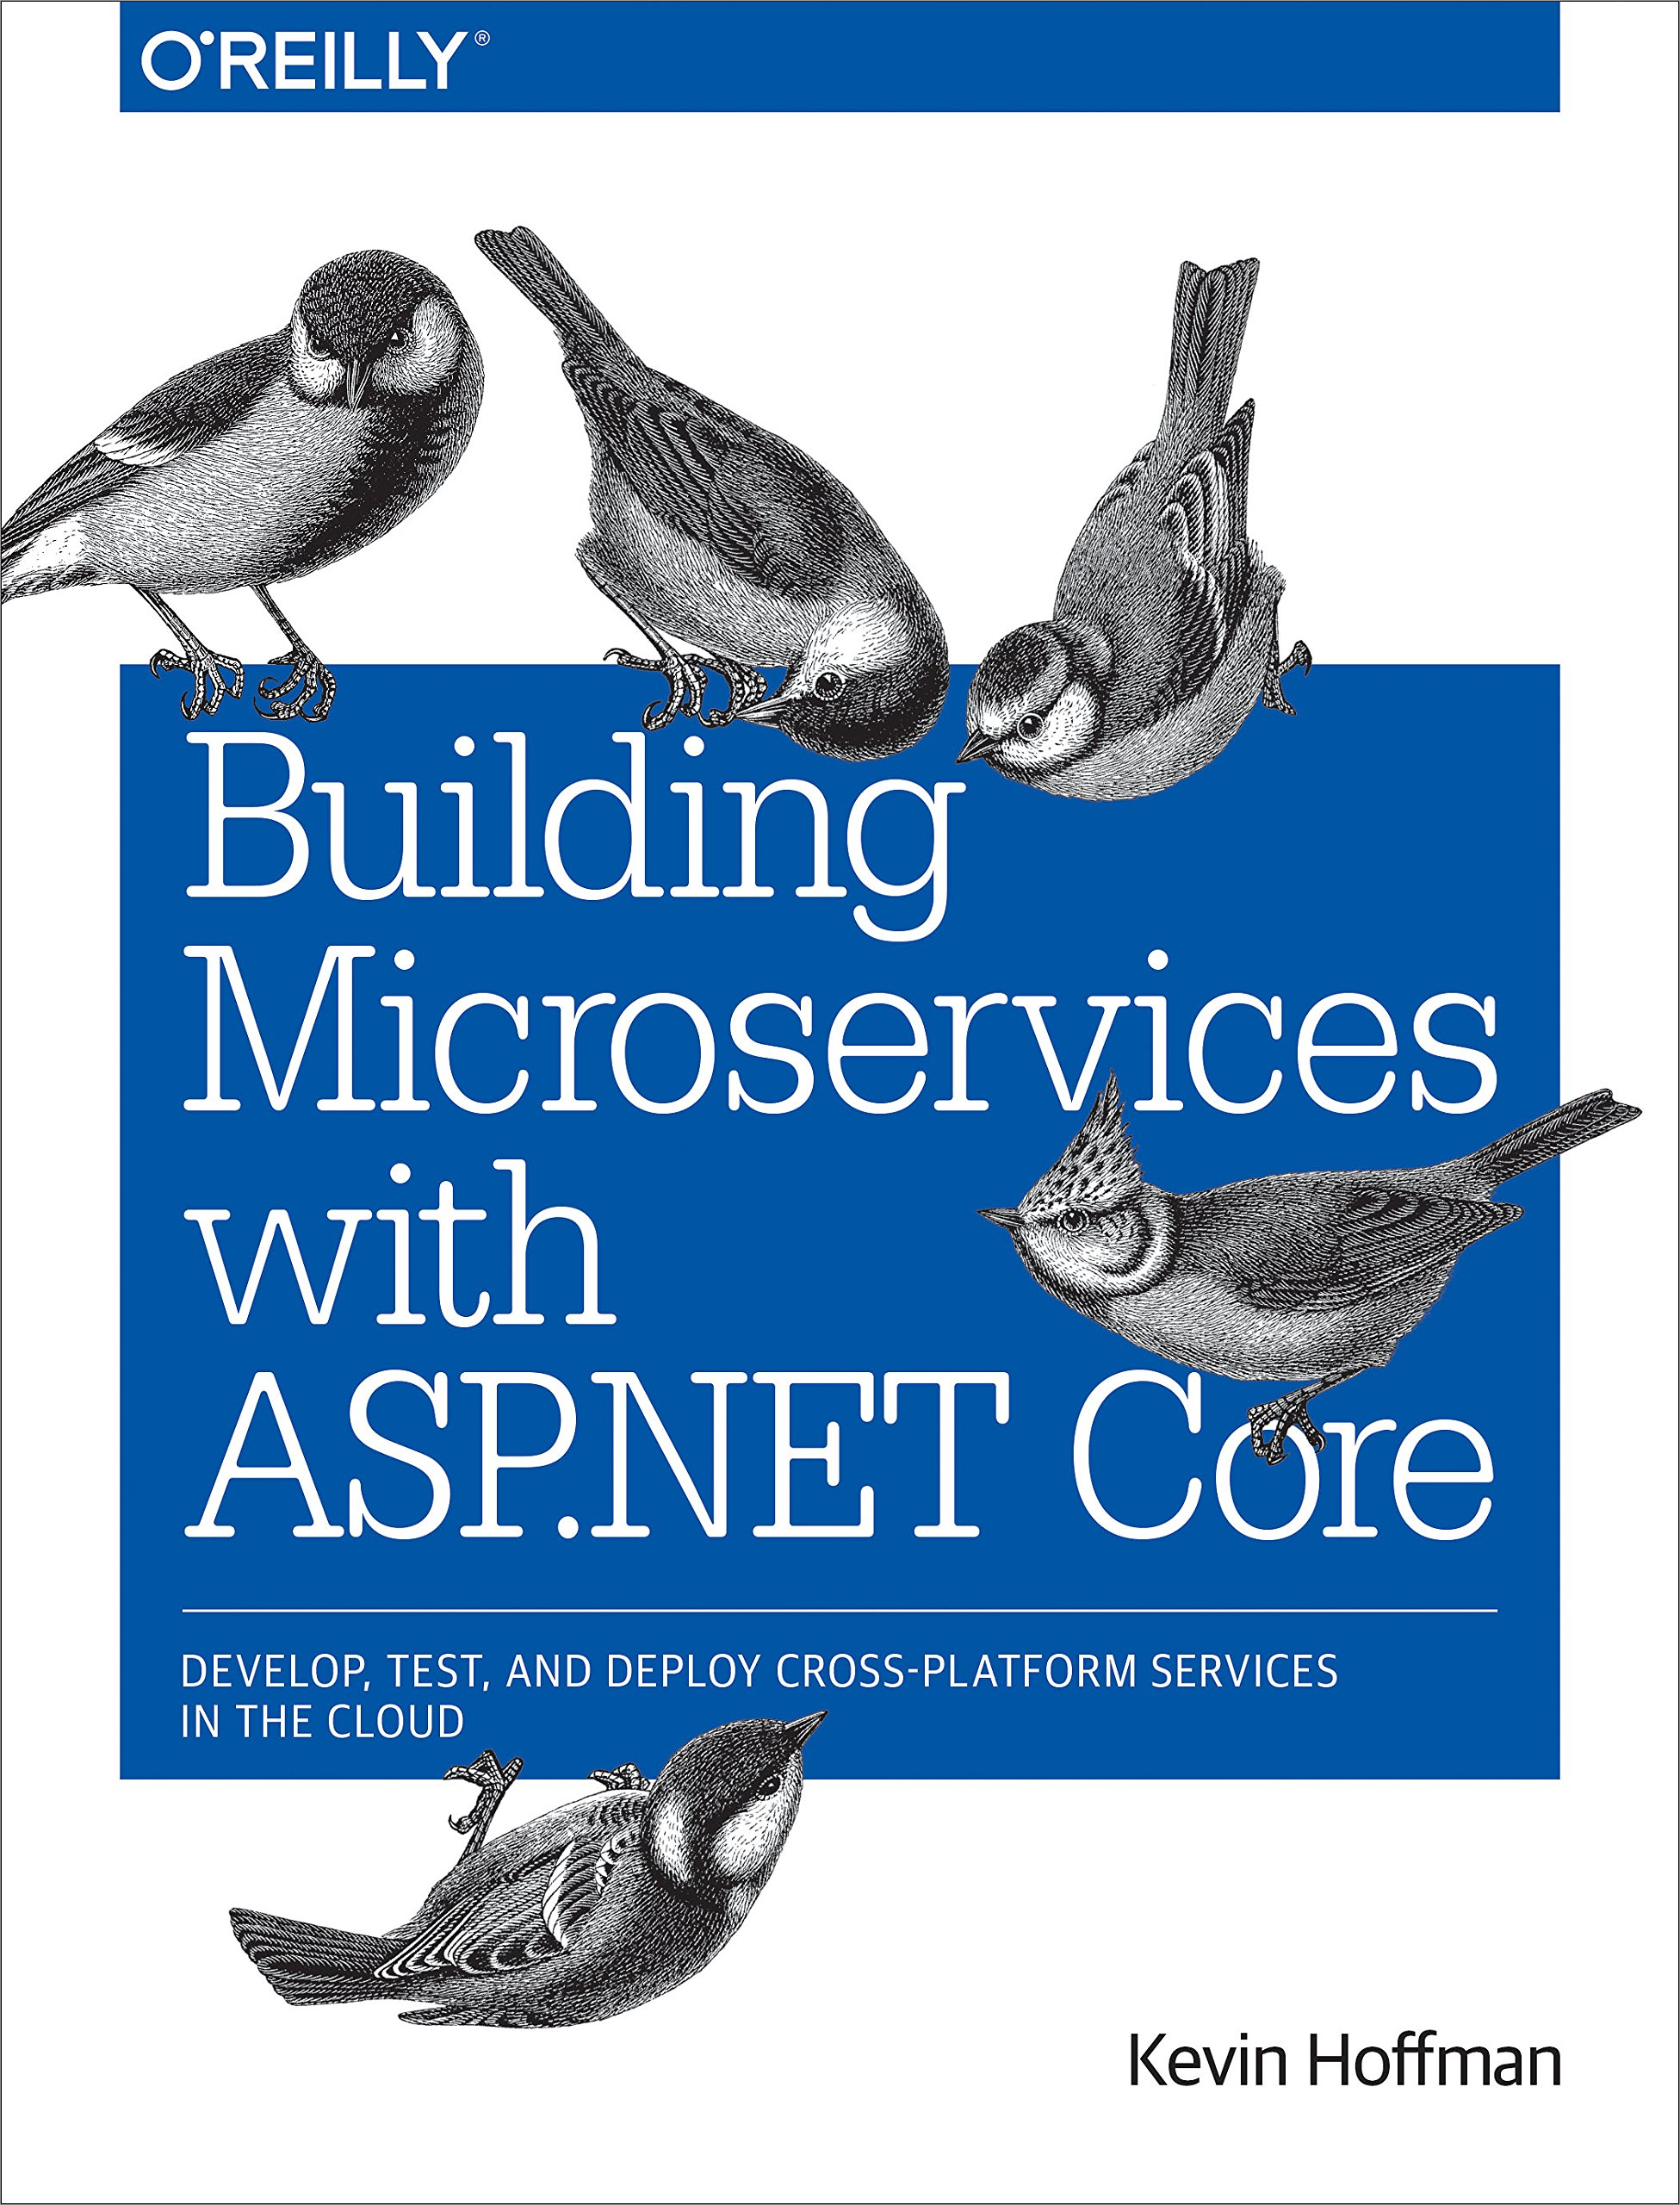 O'REILLY®
Building
Microservices
with
ASP.NET Core
DEVELOP, TEST, AND DEPLOY CROSS-PLATFORM SERVICES
IN THE CLOUD
Kevin Hoffman